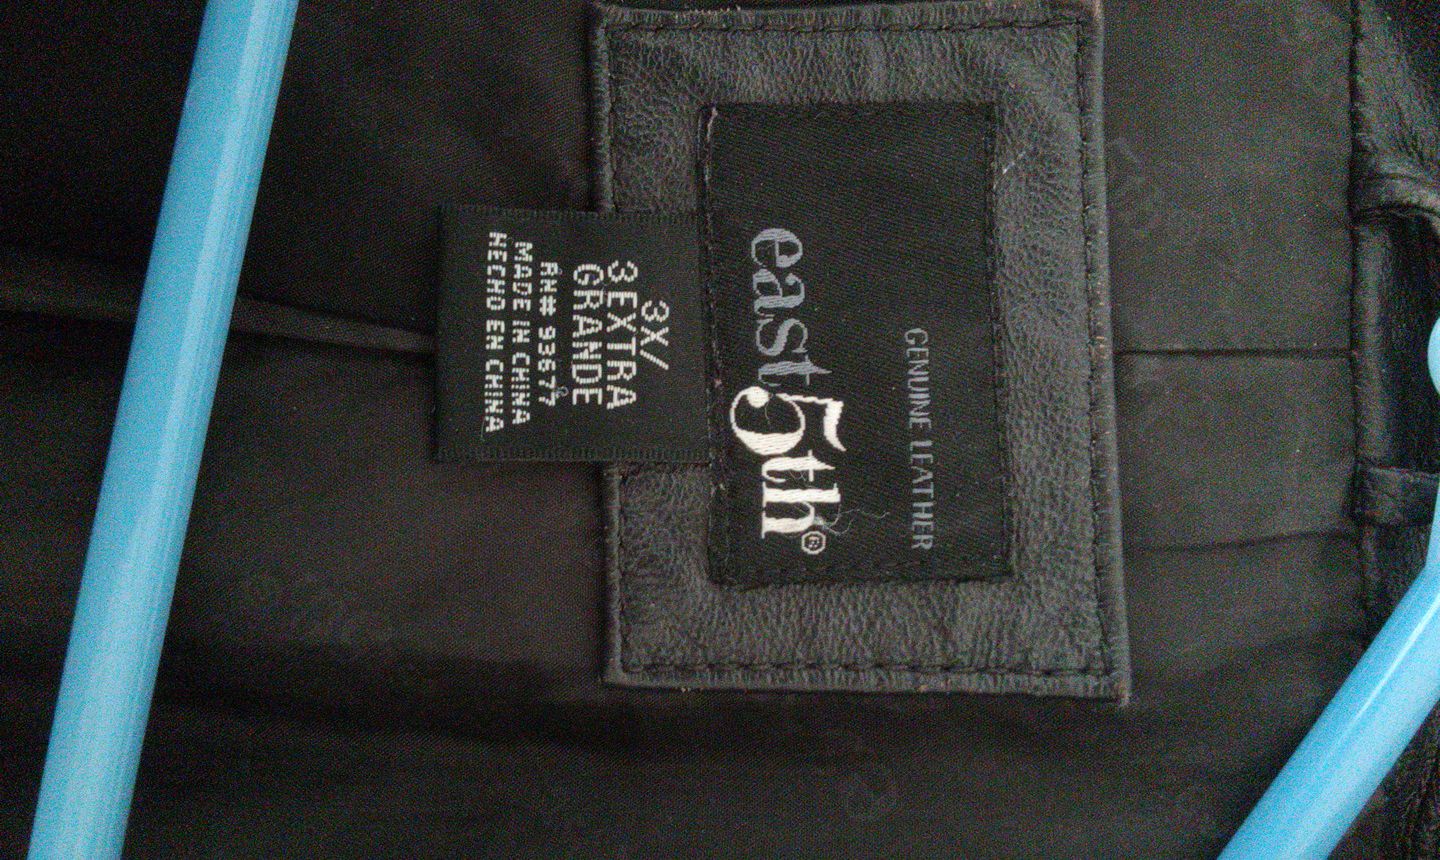 GENUINE LEATHER
east5th®
3X/
3EXTRA
GRANDE
RN# 93677
MADE IN CHINA
HECHO EN CHINA